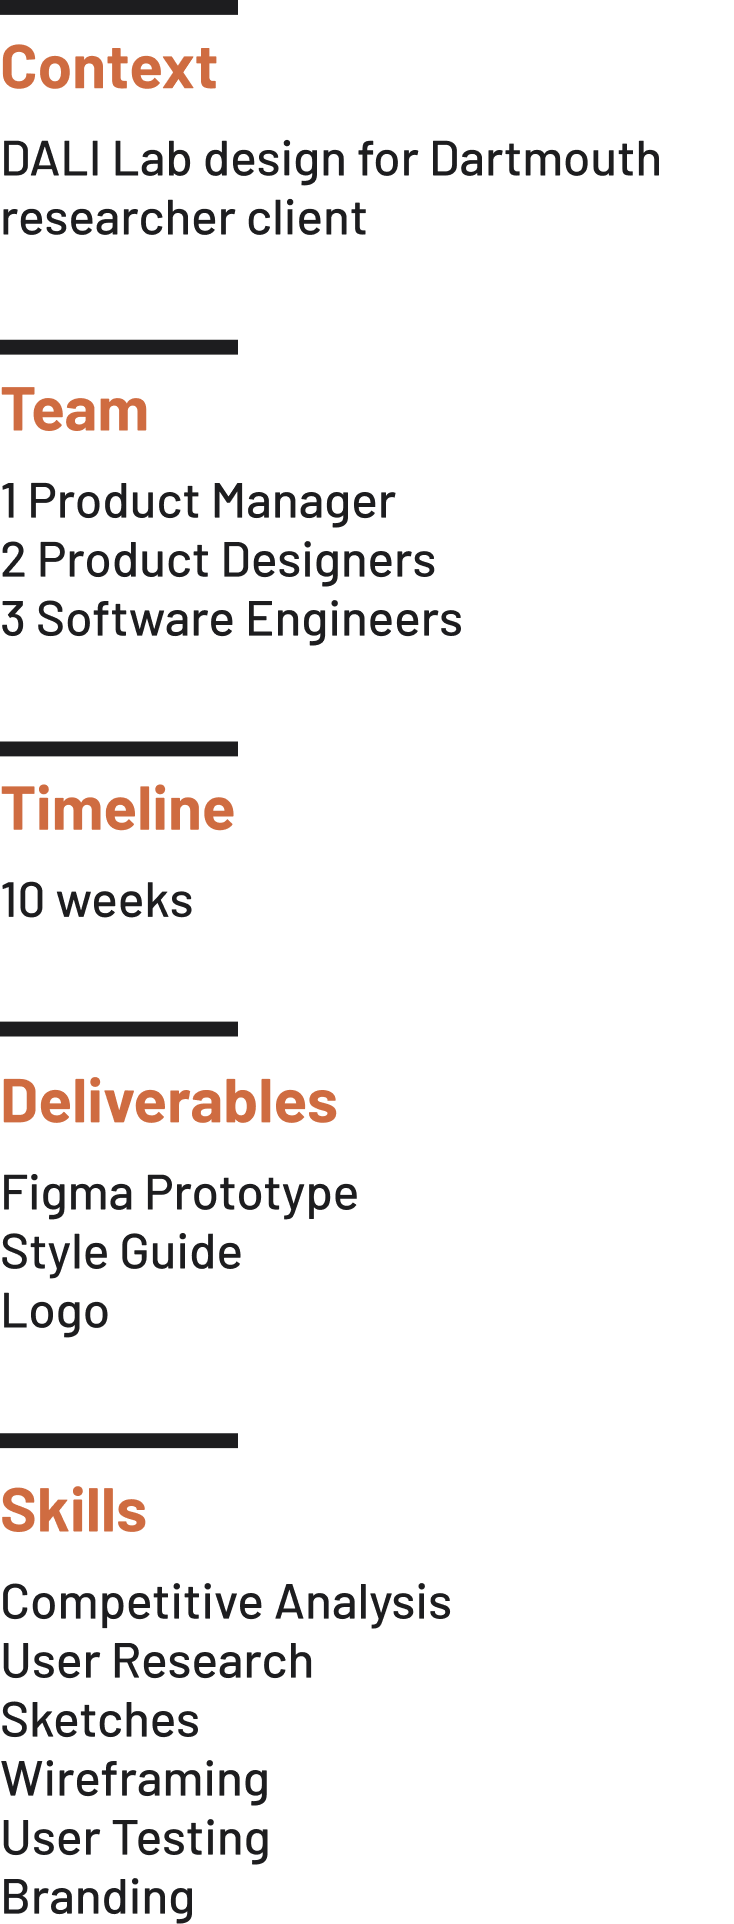 Context
DALI Lab design for Dartmouth
researcher client
Team
1 Product Manager
2 Product Designers
3 Software Engineers
Timeline
10 weeks
Deliverables
Figma Prototype
Style Guide
Logo
Skills
Competitive Analysis
User Research
Sketches
Wireframing
User Testing
Branding